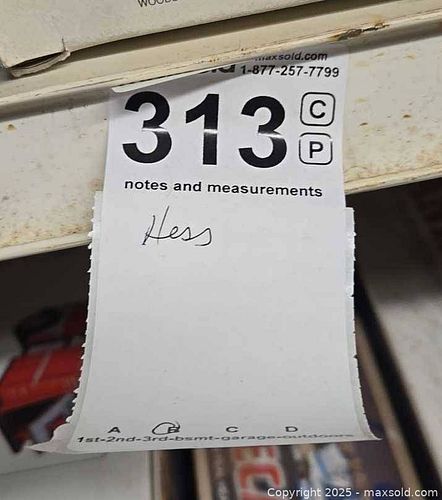 maxsold.com
1-877-257-7799
313
C
P
notes and measurements
Hess
A B C D
1st-2nd-3rd-bsmt-garage-outdoors
Copyright © 2025 - maxsold.com